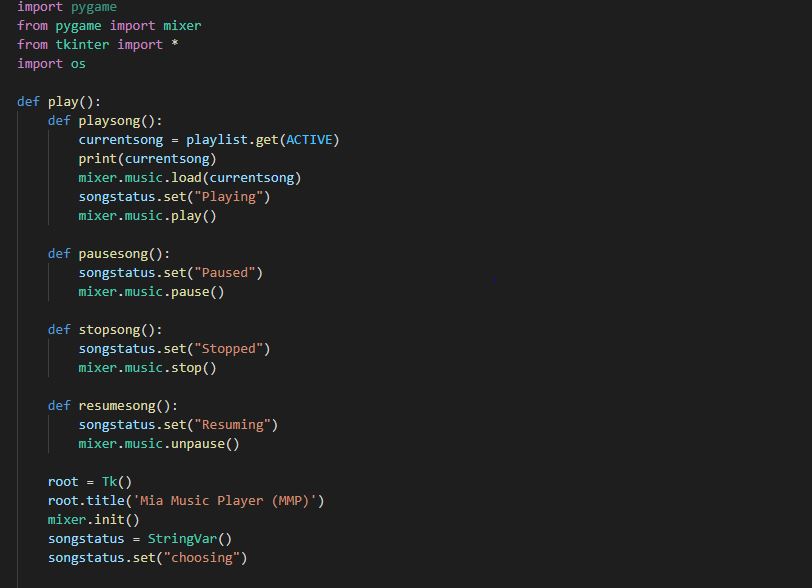 import pygame
from pygame import mixer
from tkinter import *
import os

def play():
    def playsong():
        currentsong = playlist.get(ACTIVE)
        print(currentsong)
        mixer.music.load(currentsong)
        songstatus.set("Playing")
        mixer.music.play()

    def pausesong():
        songstatus.set("Paused")
        mixer.music.pause()

    def stopsong():
        songstatus.set("Stopped")
        mixer.music.stop()

    def resumesong():
        songstatus.set("Resuming")
        mixer.music.unpause()

    root = Tk()
    root.title('Mia Music Player (MMP)')
    mixer.init()
    songstatus = StringVar()
    songstatus.set("choosing")